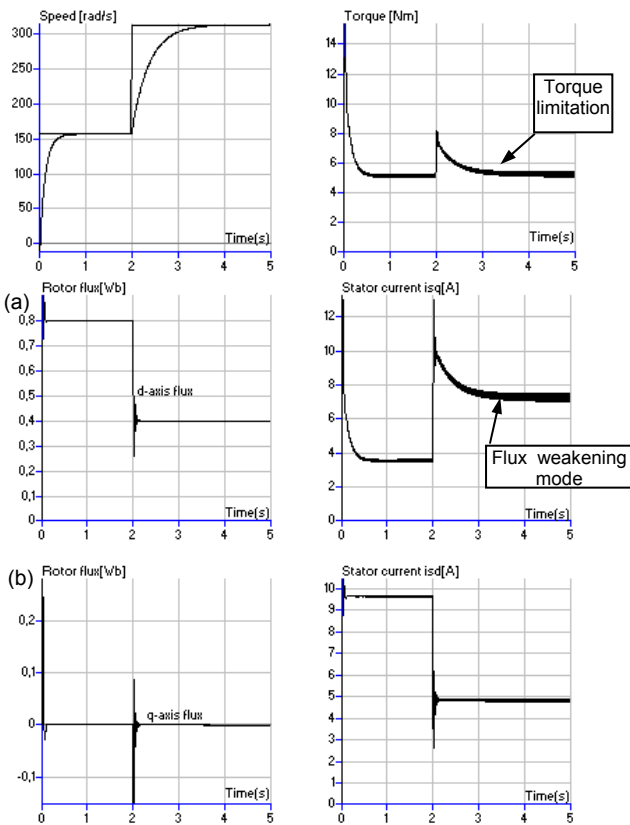 Speed [rad/s]
300
250
200
150
100
50
0
Time(s)
0 1 2 3 4 5
Torque [Nm]
14
12
10
8
6
4
2
0
Torque
limitation
Time(s)
0 1 2 3 4 5
(a)
Rotor flux[Wb]
0,8
0,7
0,6
0,5
0,4
0,3
0,2
0,1
0
d-axis flux
Time(s)
0 1 2 3 4 5
Stator current isq[A]
12
10
8
6
4
2
0
Flux weakening
mode
Time(s)
0 1 2 3 4 5
(b)
Rotor flux[Wb]
0,2
0,1
0
-0,1
q-axis flux
Time(s)
0 1 2 3 4 5
Stator current isd[A]
10
9
8
7
6
5
4
3
2
1
0
Time(s)
0 1 2 3 4 5